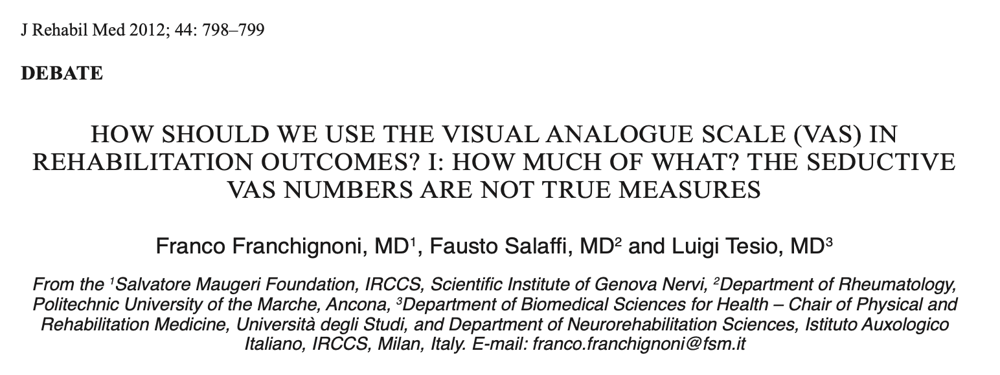 J Rehabil Med 2012; 44: 798–799
DEBATE
HOW SHOULD WE USE THE VISUAL ANALOGUE SCALE (VAS) IN
REHABILITATION OUTCOMES? I: HOW MUCH OF WHAT? THE SEDUCTIVE
VAS NUMBERS ARE NOT TRUE MEASURES
Franco Franchignoni, MD¹, Fausto Salaffi, MD² and Luigi Tesio, MD³
From the ¹Salvatore Maugeri Foundation, IRCCS, Scientific Institute of Genova Nervi, ²Department of Rheumatology,
Politechnic University of the Marche, Ancona, ³Department of Biomedical Sciences for Health – Chair of Physical and
Rehabilitation Medicine, Università degli Studi, and Department of Neurorehabilitation Sciences, Istituto Auxologico
Italiano, IRCCS, Milan, Italy. E-mail: franco.franchignoni@fsm.it